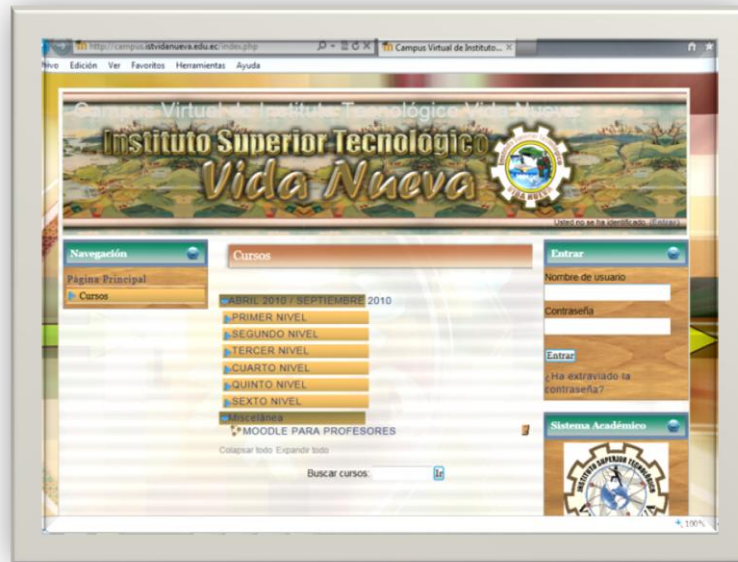 http://campus.istvidanueva.edu.ec/index.php
Campus Virtual de Instituto... ×
Edición Ver Favoritos Herramientas Ayuda
Campus Virtual de Instituto Tecnológico Vida Nueva
Instituto Superior Tecnológico
Vida Nueva
VIDA NUEVA
Usted no se ha identificado. (Entrar)
Navegación
Página Principal
Cursos
Cursos
ABRIL 2010 / SEPTIEMBRE 2010
PRIMER NIVEL
SEGUNDO NIVEL
TERCER NIVEL
CUARTO NIVEL
QUINTO NIVEL
SEXTO NIVEL
Miscelánea
MOODLE PARA PROFESORES
Colapsar todo Expandir todo
Buscar cursos:
Ir
Entrar
Nombre de usuario
Contraseña
Entrar
¿Ha extraviado la
contraseña?
Sistema Académico
INSTITUTO SUPERIOR
100%